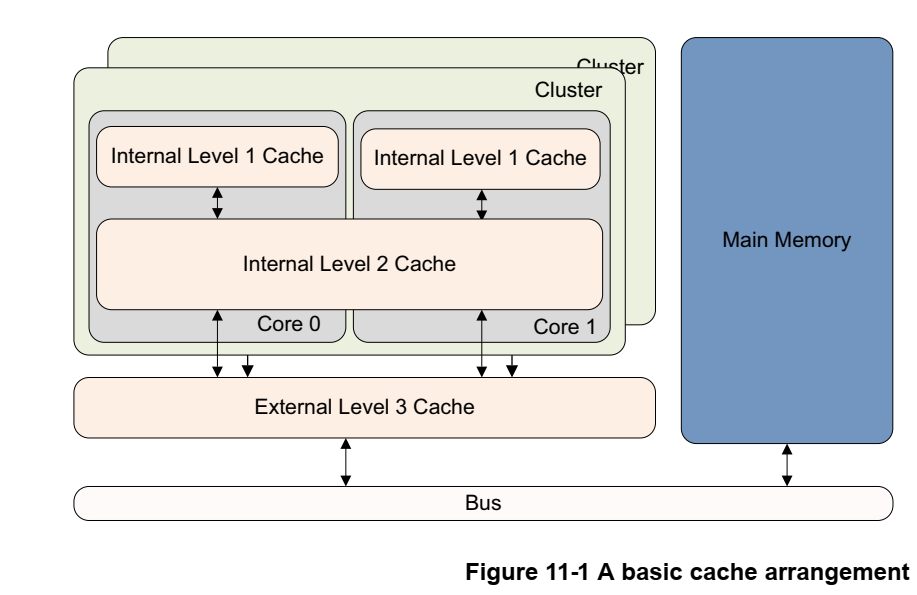 Cluster
Cluster
Internal Level 1 Cache
Internal Level 1 Cache
Main Memory
Internal Level 2 Cache
Core 0
Core 1
External Level 3 Cache
Bus
Figure 11-1 A basic cache arrangement